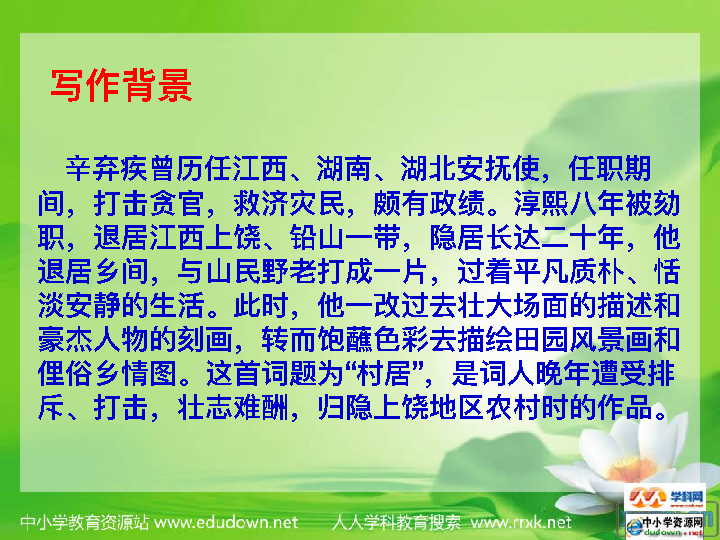 写作背景
辛弃疾曾历任江西、湖南、湖北安抚使，任职期
间，打击贪官，救济灾民，颇有政绩。淳熙八年被劾
职，退居江西上饶、铅山一带，隐居长达二十年，他
退居乡间，与山民野老打成一片，过着平凡质朴、恬
淡安静的生活。此时，他一改过去壮大场面的描述和
豪杰人物的刻画，转而饱蘸色彩去描绘田园风景画和
俚俗乡情图。这首词题为“村居”，是词人晚年遭受排
斥、打击，壮志难酬，归隐上饶地区农村时的作品。
中小学教育资源站 www.edudown.net 人人学科教育搜索 www.rrxk.net
学科网
www.rrxk.net
中小学资源网
edudown.net